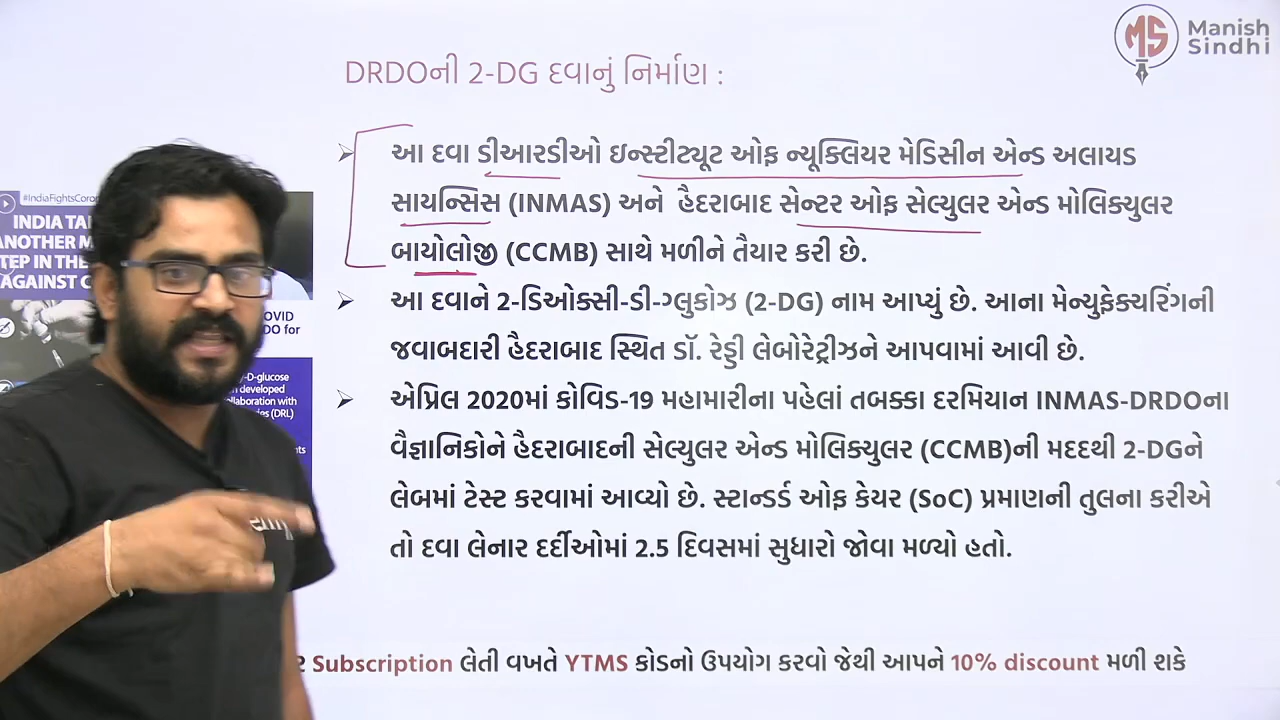 Manish
Sindhi
DRDOની 2-DG દવાનું નિર્માણ :
આ દવા ડીઆરડીઓ ઇન્સ્ટીટ્યૂટ ઓફ ન્યૂક્લિયર મેડિસીન એન્ડ અલાયડ
સાયન્સિસ (INMAS) અને હૈદરાબાદ સેન્ટર ઓફ સેલ્યુલર એન્ડ મોલિક્યુલર
બાયોલોજી (CCMB) સાથે મળીને તૈયાર કરી છે.
આ દવાને 2-ડિઓક્સી-ડી-ગ્લુકોઝ (2-DG) નામ આપ્યું છે. આના મેન્યુફેક્ચરિંગની
જવાબદારી હૈદરાબાદ સ્થિત ડૉ. રેડ્ડી લેબોરેટ્રીઝને આપવામાં આવી છે.
એપ્રિલ 2020માં કોવિડ-19 મહામારીના પહેલાં તબક્કા દરમિયાન INMAS-DRDOના
વૈજ્ઞાનિકોને હૈદરાબાદની સેલ્યુલર એન્ડ મોલિક્યુલર (CCMB)ની મદદથી 2-DGને
લેબમાં ટેસ્ટ કરવામાં આવ્યો છે. સ્ટાન્ડર્ડ ઓફ કેયર (SoC) પ્રમાણની તુલના કરીએ
તો દવા લેનાર દર્દીઓમાં 2.5 દિવસમાં સુધારો જોવા મળ્યો હતો.
#IndiaFightsCoron
INDIA TA
ANOTHER M
TEP IN THE
AGAINST C
OVID
DO for
y-D-glucose
developed
llaboration with
(DRL)
Subscription લેતી વખતે YTMS કોડનો ઉપયોગ કરવો જેથી આપને 10% discount મળી શકે